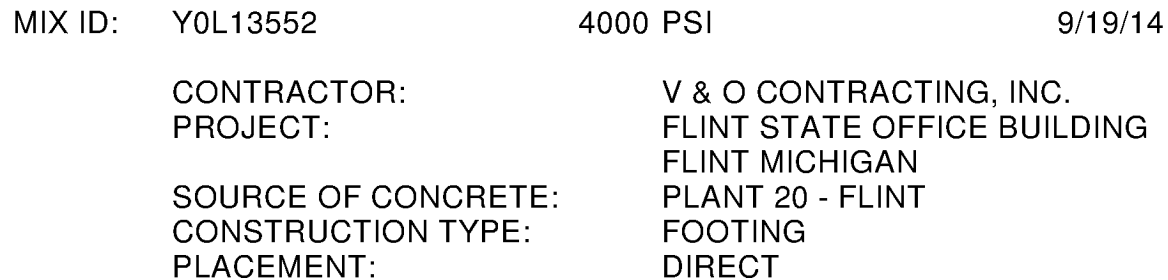 MIX ID: Y0L13552 4000 PSI 9/19/14
CONTRACTOR: V & O CONTRACTING, INC.
PROJECT: FLINT STATE OFFICE BUILDING
FLINT MICHIGAN
SOURCE OF CONCRETE: PLANT 20 - FLINT
CONSTRUCTION TYPE: FOOTING
PLACEMENT: DIRECT